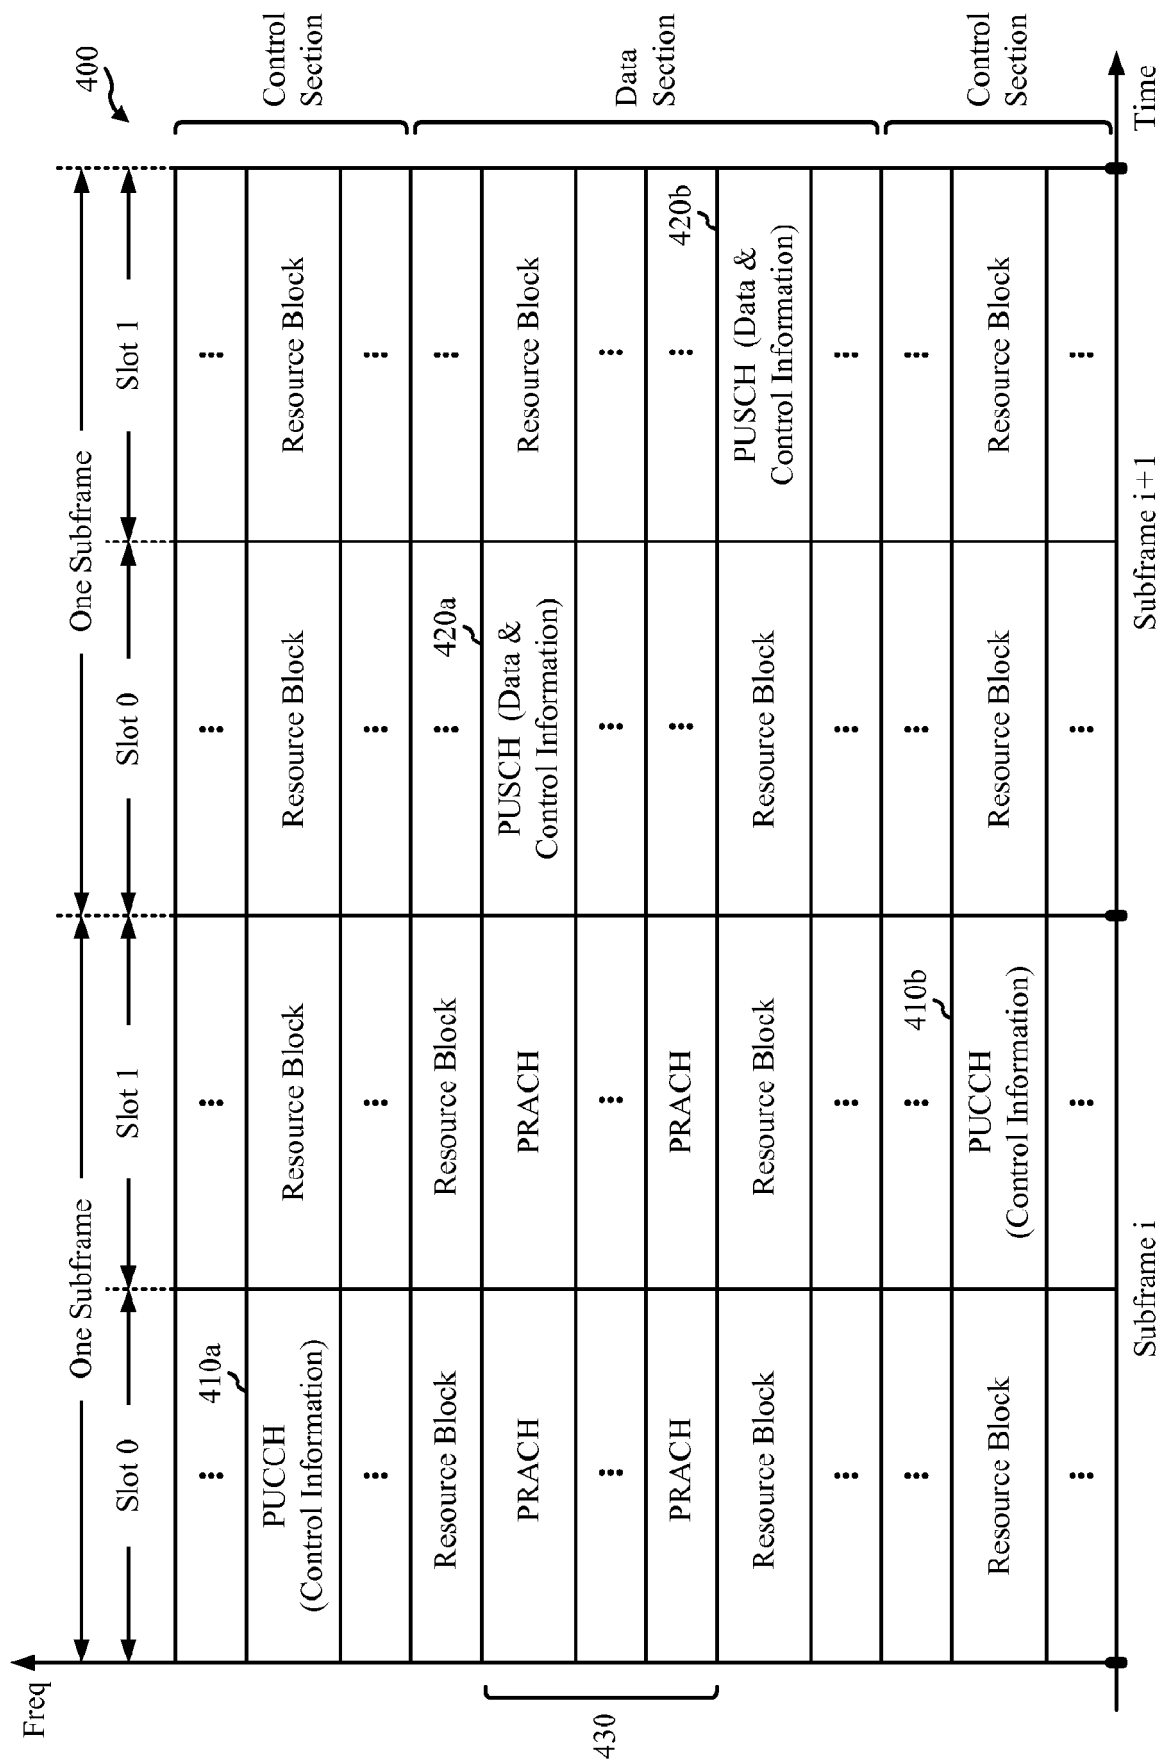 400
One Subframe
One Subframe
Slot 0
Slot 1
Slot 0
Slot 1
Freq
410a
...
...
...
...
PUCCH
(Control Information)
Resource Block
Resource Block
Resource Block
Control
Section
...
...
...
...
420a
Resource Block
Resource Block
...
...
430
PRACH
PRACH
PUSCH (Data &
Control Information)
Resource Block
Data
Section
...
...
...
...
420b
PRACH
PRACH
...
...
Resource Block
Resource Block
Resource Block
PUSCH (Data &
Control Information)
...
...
...
...
410b
...
...
...
...
Resource Block
PUCCH
(Control Information)
Resource Block
Resource Block
Control
Section
...
...
...
...
Subframe i
Subframe i+1
Time